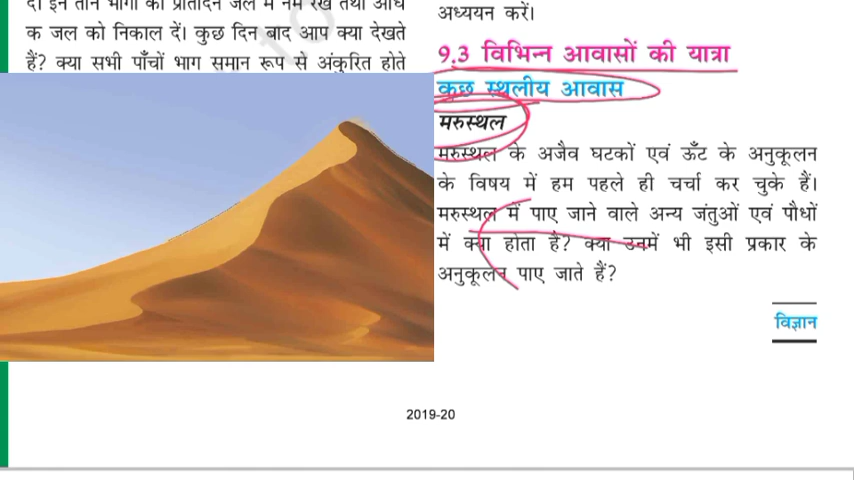 दें। इन तीन भागों को प्रतिदिन जल में नम रखें तथा अधि
क जल को निकाल दें। कुछ दिन बाद आप क्या देखते
हैं? क्या सभी पाँचों भाग समान रूप से अंकुरित होते
अध्ययन करें।
9.3 विभिन्न आवासों की यात्रा
कुछ स्थलीय आवास
मरुस्थल
मरुस्थल के अजैव घटकों एवं ऊँट के अनुकूलन
के विषय में हम पहले ही चर्चा कर चुके हैं।
मरुस्थल में पाए जाने वाले अन्य जंतुओं एवं पौधों
में क्या होता है? क्या उनमें भी इसी प्रकार के
अनुकूलन पाए जाते हैं?
विज्ञान
2019-20